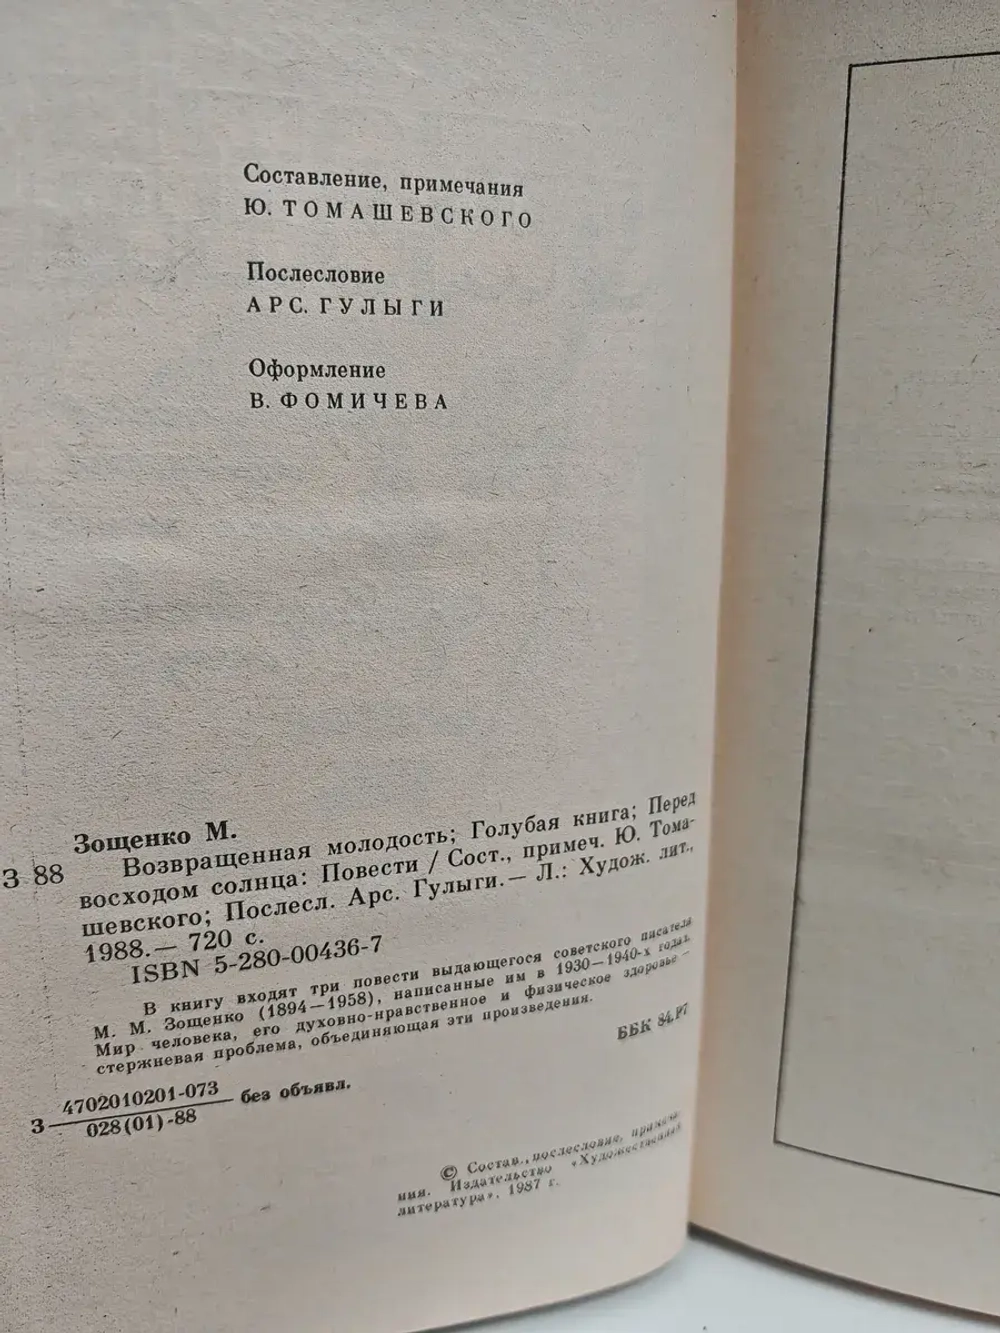 Составление, примечания
Ю. ТОМАШЕВСКОГО
Послесловие
АРС. ГУЛЫГИ
Оформление
В. ФОМИЧЕВА
Зощенко М.
З 88 Возвращенная молодость; Голубая книга; Перед
восходом солнца: Повести / Сост., примеч. Ю. Тома-
шевского; Послесл. Арс. Гулыги.— Л.: Худож. лит.,
1988.— 720 с.
ISBN 5-280-00436-7
В книгу входят три повести выдающегося советского писателя
М. М. Зощенко (1894—1958), написанные им в 1930—1940-х годах.
Мир человека, его духовно-нравственное и физическое здоровье —
стержневая проблема, объединяющая эти произведения.
ББК 84.Р7
З 4702010201-073 без объявл.
028(01)-88
© Состав., послесловие, примеча-
ния. Издательство «Художественная
литература». 1987 г.